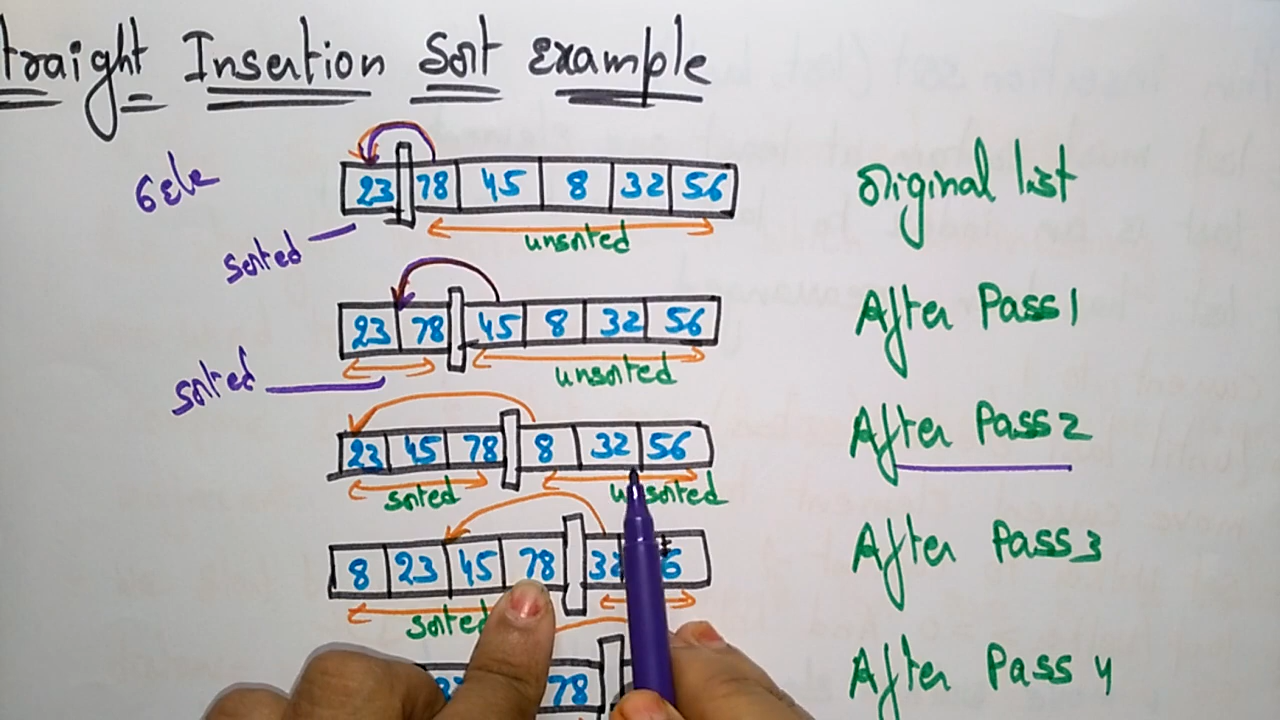 traight Insertion Sort Example
6ele
23 78 45 8 32 56 Original list
sorted unsorted
23 78 45 8 32 56 After Pass 1
sorted unsorted
23 45 78 8 32 56 After Pass 2
sorted unsorted
8 23 45 78 32 After Pass 3
sorted
78 After Pass 4